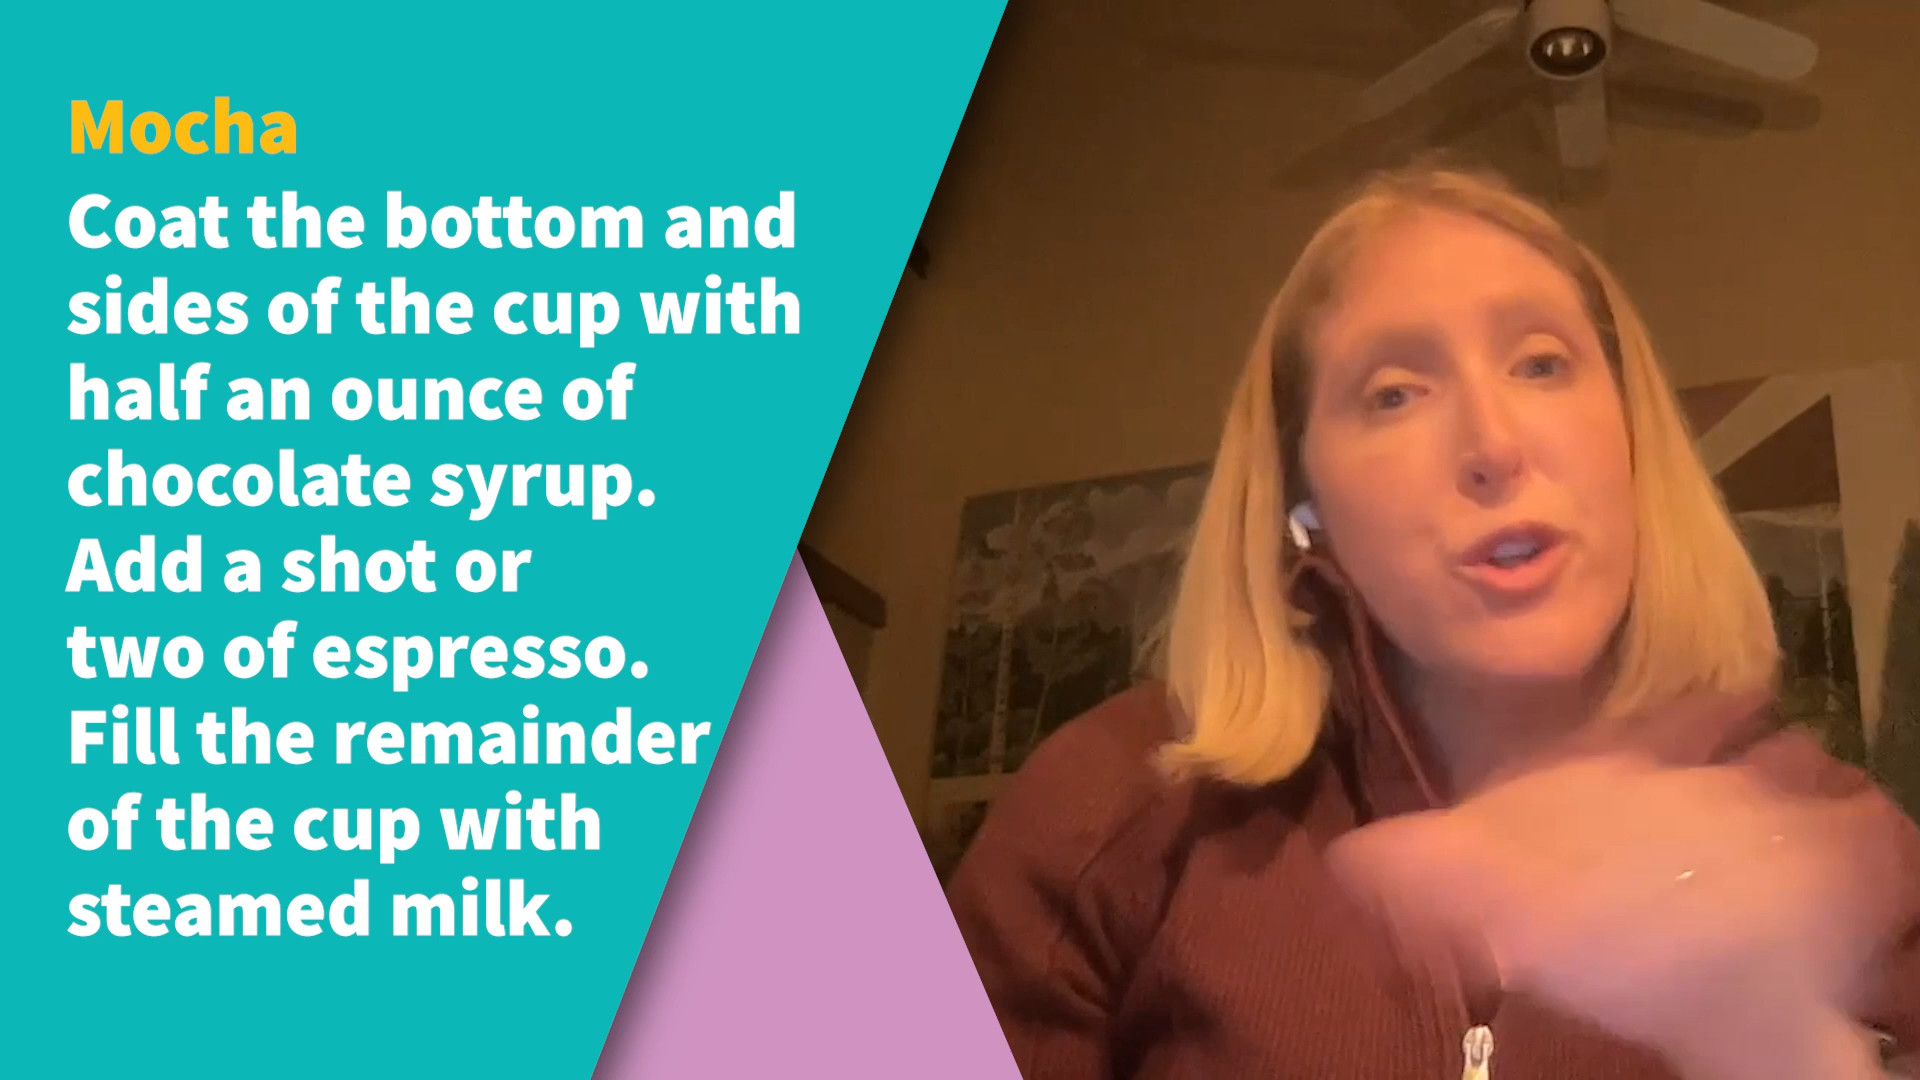 Mocha
Coat the bottom and
sides of the cup with
half an ounce of
chocolate syrup.
Add a shot or
two of espresso.
Fill the remainder
of the cup with
steamed milk.